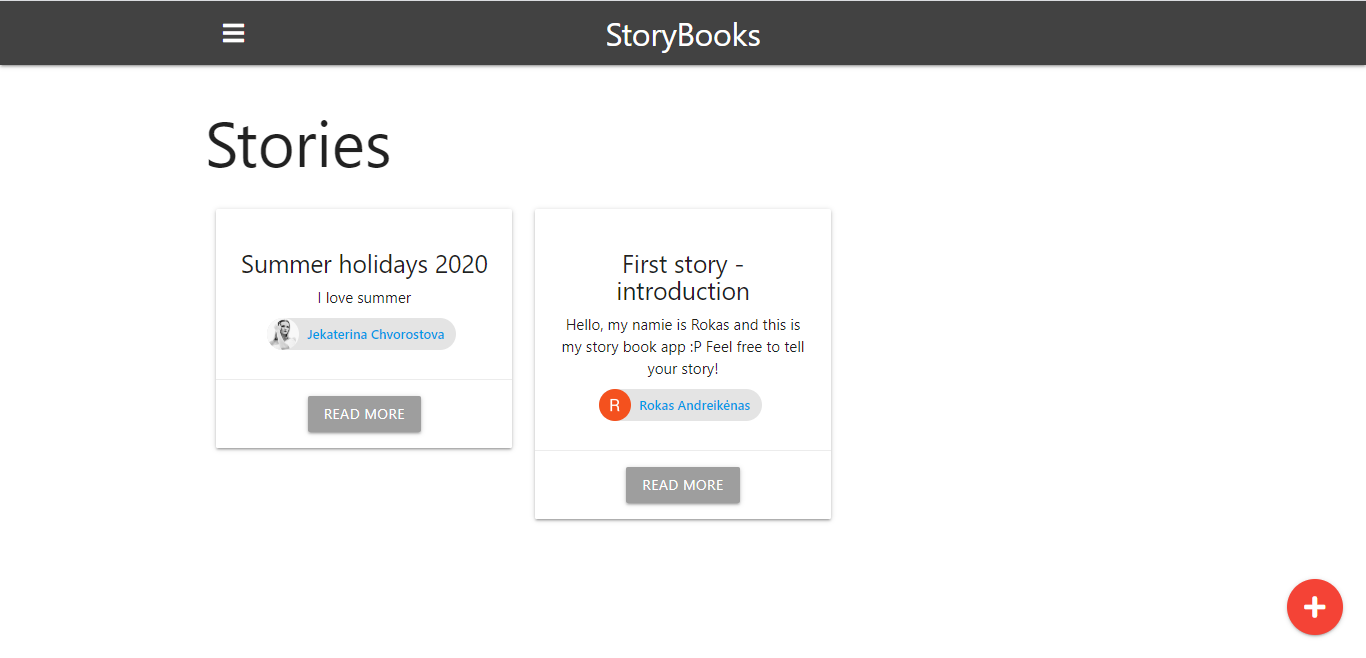 StoryBooks
Stories
Summer holidays 2020
I love summer
Jekaterina Chvorostova
READ MORE
First story -
introduction
Hello, my namie is Rokas and this is
my story book app :P Feel free to tell
your story!
R
Rokas Andreikėnas
READ MORE